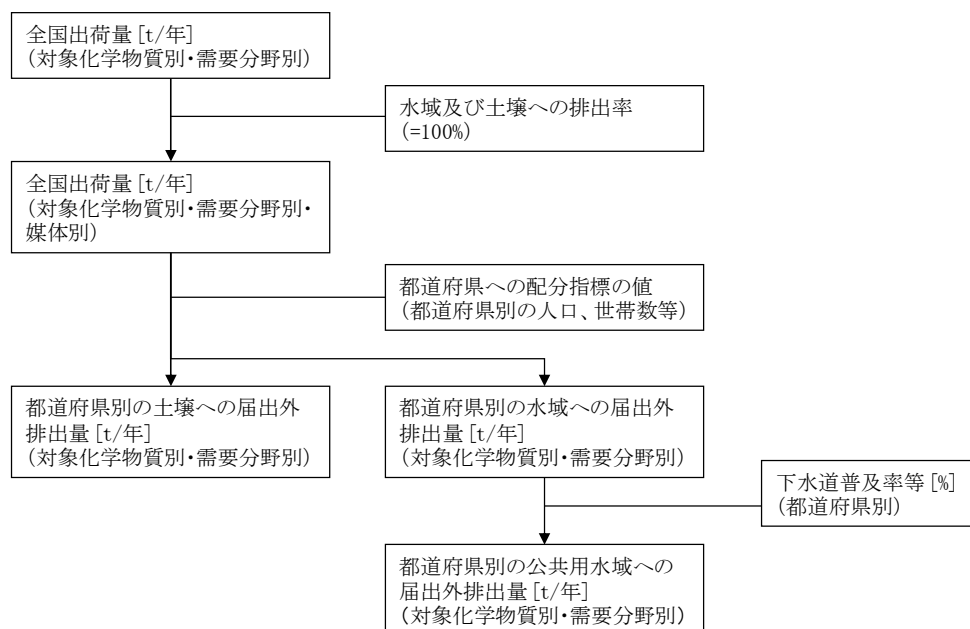 全国出荷量[t/年]
(対象化学物質別・需要分野別)
水域及び土壌への排出率
(=100%)
全国出荷量[t/年]
(対象化学物質別・需要分野別・
媒体別)
都道府県への配分指標の値
(都道府県別の人口、世帯数等)
都道府県別の土壌への届出外
排出量[t/年]
(対象化学物質別・需要分野別)
都道府県別の水域への届出外
排出量[t/年]
(対象化学物質別・需要分野別)
下水道普及率等[%]
(都道府県別)
都道府県別の公共用水域への
届出外排出量[t/年]
(対象化学物質別・需要分野別)